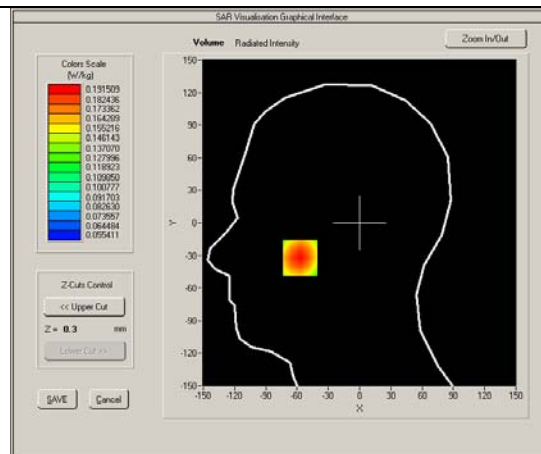 SAR Visualisation Graphical Interface
Volume Radiated Intensity
Zoom In/Out
Colors Scale
(W/kg)
0.191509
0.182436
0.173362
0.164289
0.155216
0.146143
0.137070
0.127996
0.118923
0.109850
0.100777
0.091703
0.082630
0.073557
0.064484
0.055411
Z-Cuts Control
<< Upper Cut
Z = 0.3 mm
Lower Cut >>
SAVE Cancel
150
120
90
60
30
0
-30
-60
-90
-120
-150
Y
-150 -120 -90 -60 -30 0 30 60 90 120 150
X